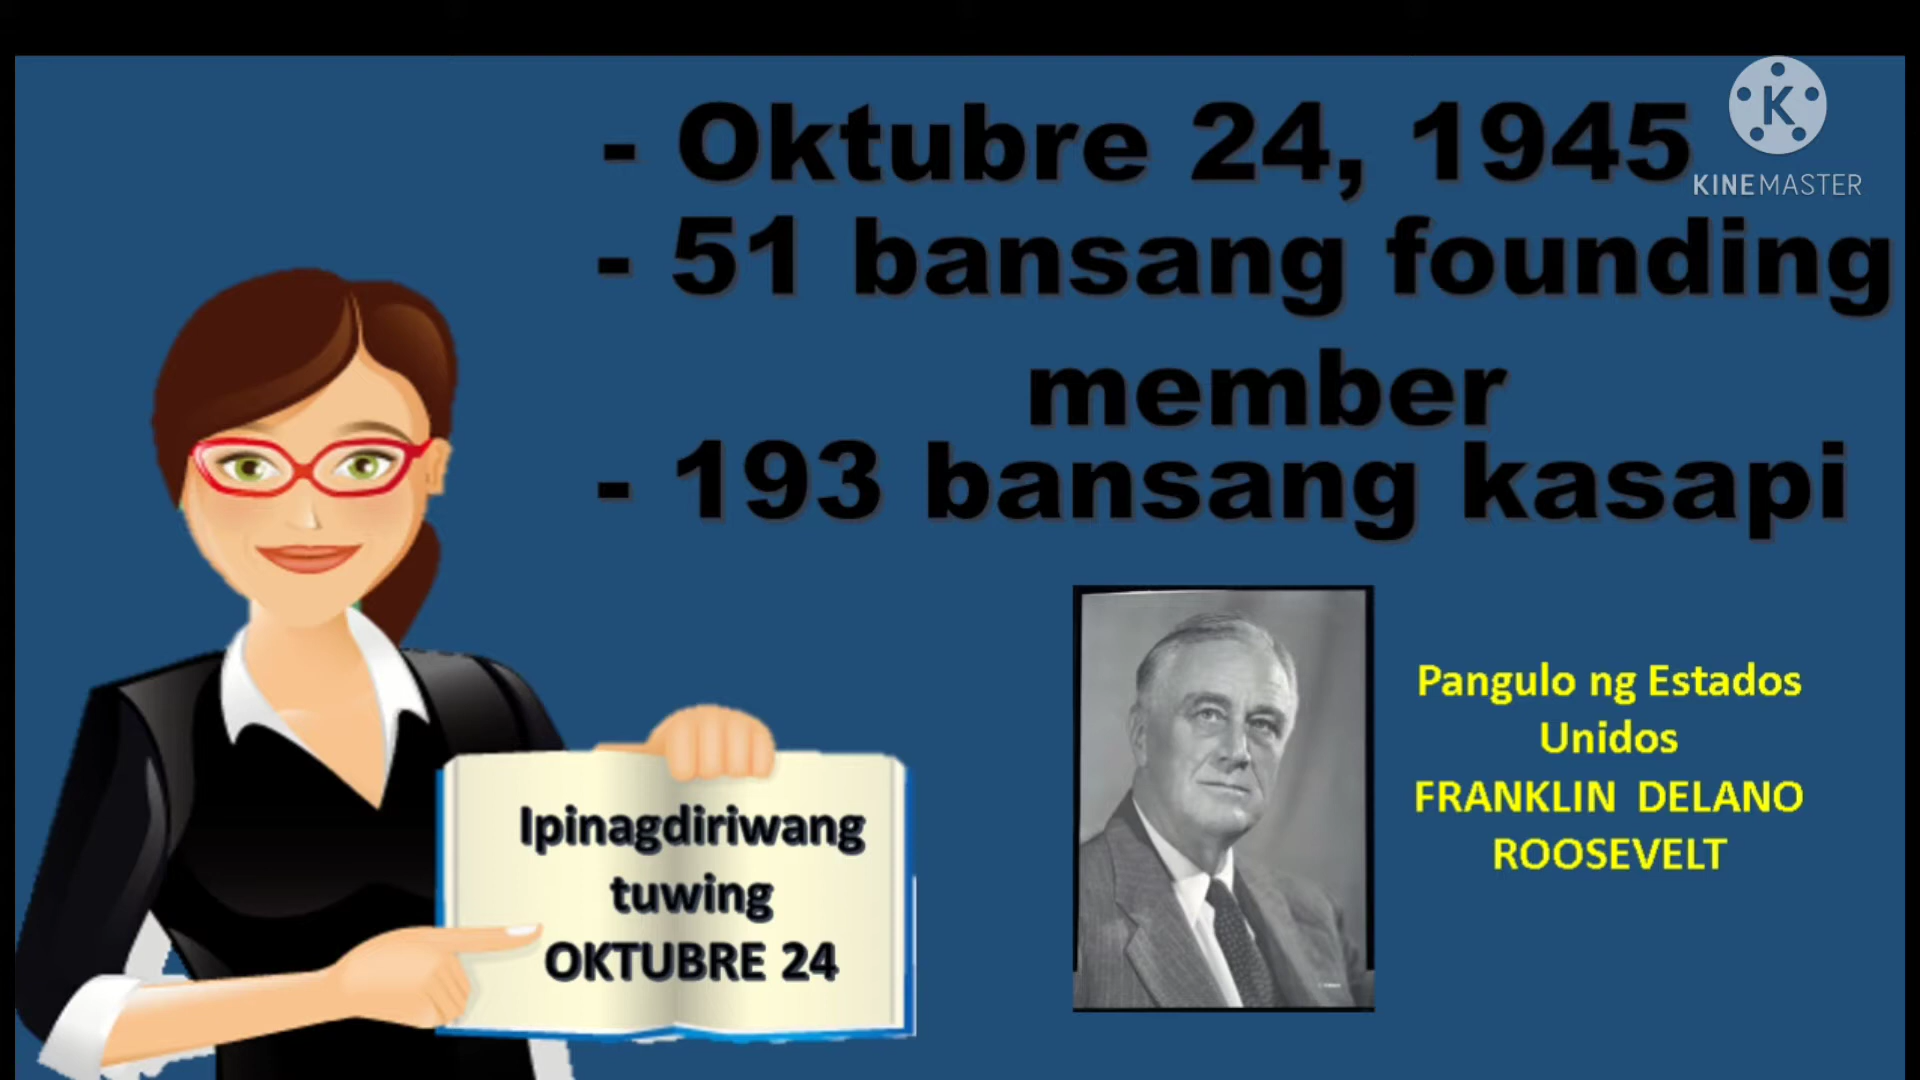 - Oktubre 24, 1945
KINEMASTER
- 51 bansang founding
member
- 193 bansang kasapi
Pangulo ng Estados
Unidos
FRANKLIN DELANO
ROOSEVELT
Ipinagdiriwang
tuwing
OKTUBRE 24